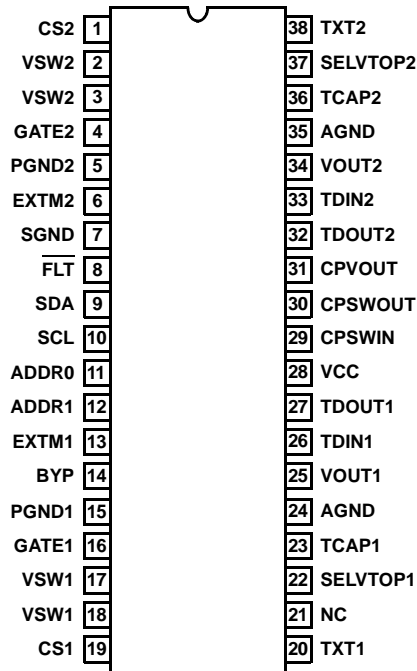 CS2 1 38 TXT2
VSW2 2 37 SELVTOP2
VSW2 3 36 TCAP2
GATE2 4 35 AGND
PGND2 5 34 VOUT2
EXTM2 6 33 TDIN2
SGND 7 32 TDOUT2
FLT 8 31 CPVOUT
SDA 9 30 CPSWOUT
SCL 10 29 CPSWIN
ADDR0 11 28 VCC
ADDR1 12 27 TDOUT1
EXTM1 13 26 TDIN1
BYP 14 25 VOUT1
PGND1 15 24 AGND
GATE1 16 23 TCAP1
VSW1 17 22 SELVTOP1
VSW1 18 21 NC
CS1 19 20 TXT1